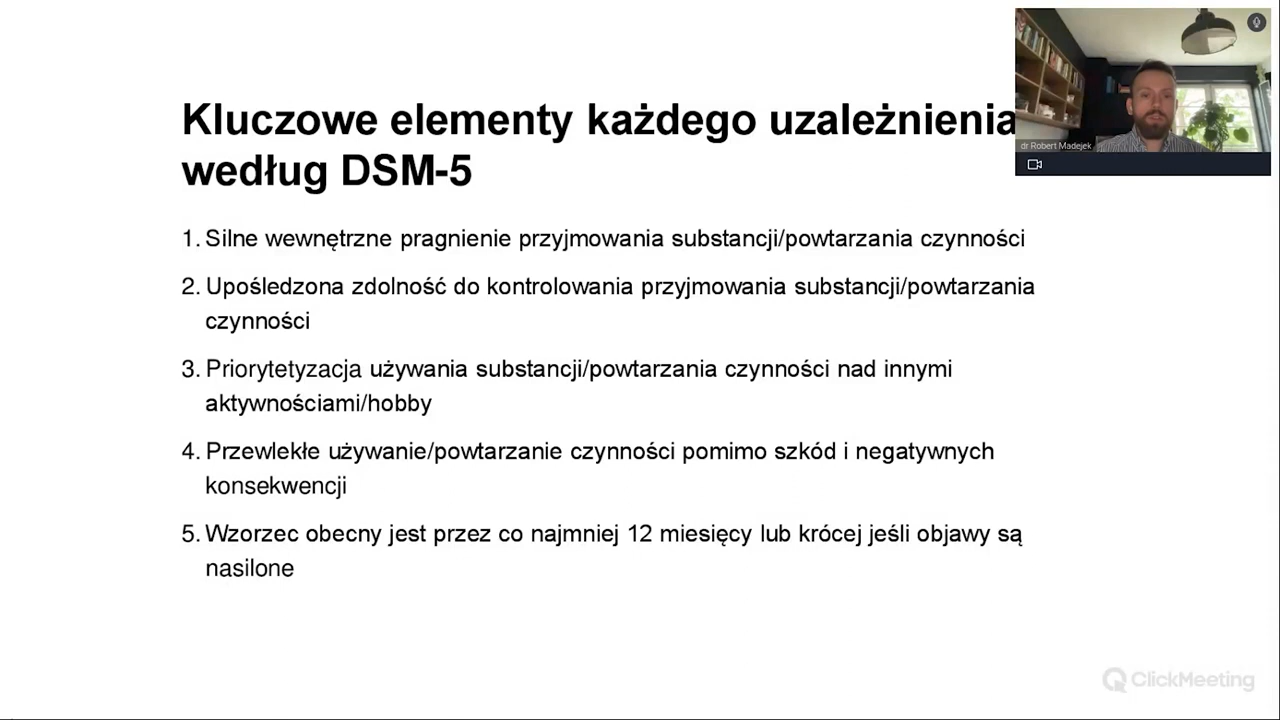 Kluczowe elementy każdego uzależnienia
według DSM-5
1. Silne wewnętrzne pragnienie przyjmowania substancji/powtarzania czynności
2. Upośledzona zdolność do kontrolowania przyjmowania substancji/powtarzania
czynności
3. Priorytetyzacja używania substancji/powtarzania czynności nad innymi
aktywnościami/hobby
4. Przewlekłe używanie/powtarzanie czynności pomimo szkód i negatywnych
konsekwencji
5. Wzorzec obecny jest przez co najmniej 12 miesięcy lub krócej jeśli objawy są
nasilone
dr Robert Madejek
ClickMeeting